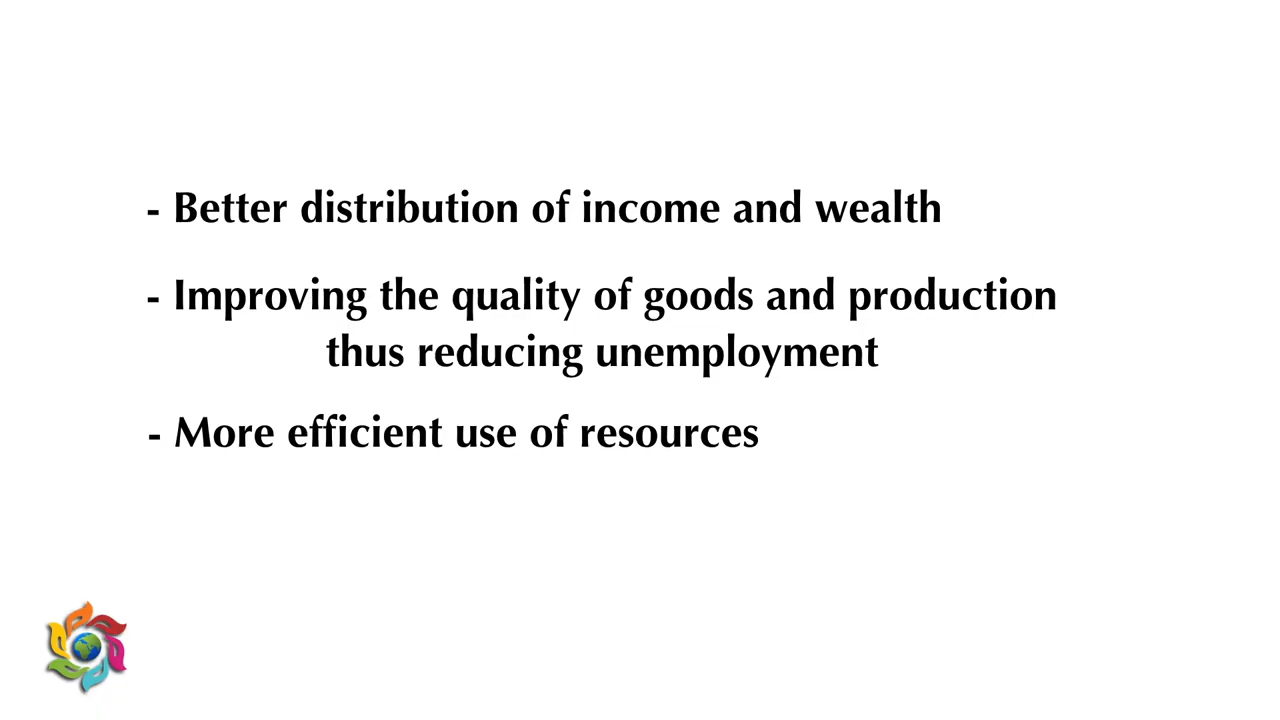 - Better distribution of income and wealth
- Improving the quality of goods and production
thus reducing unemployment
- More efficient use of resources